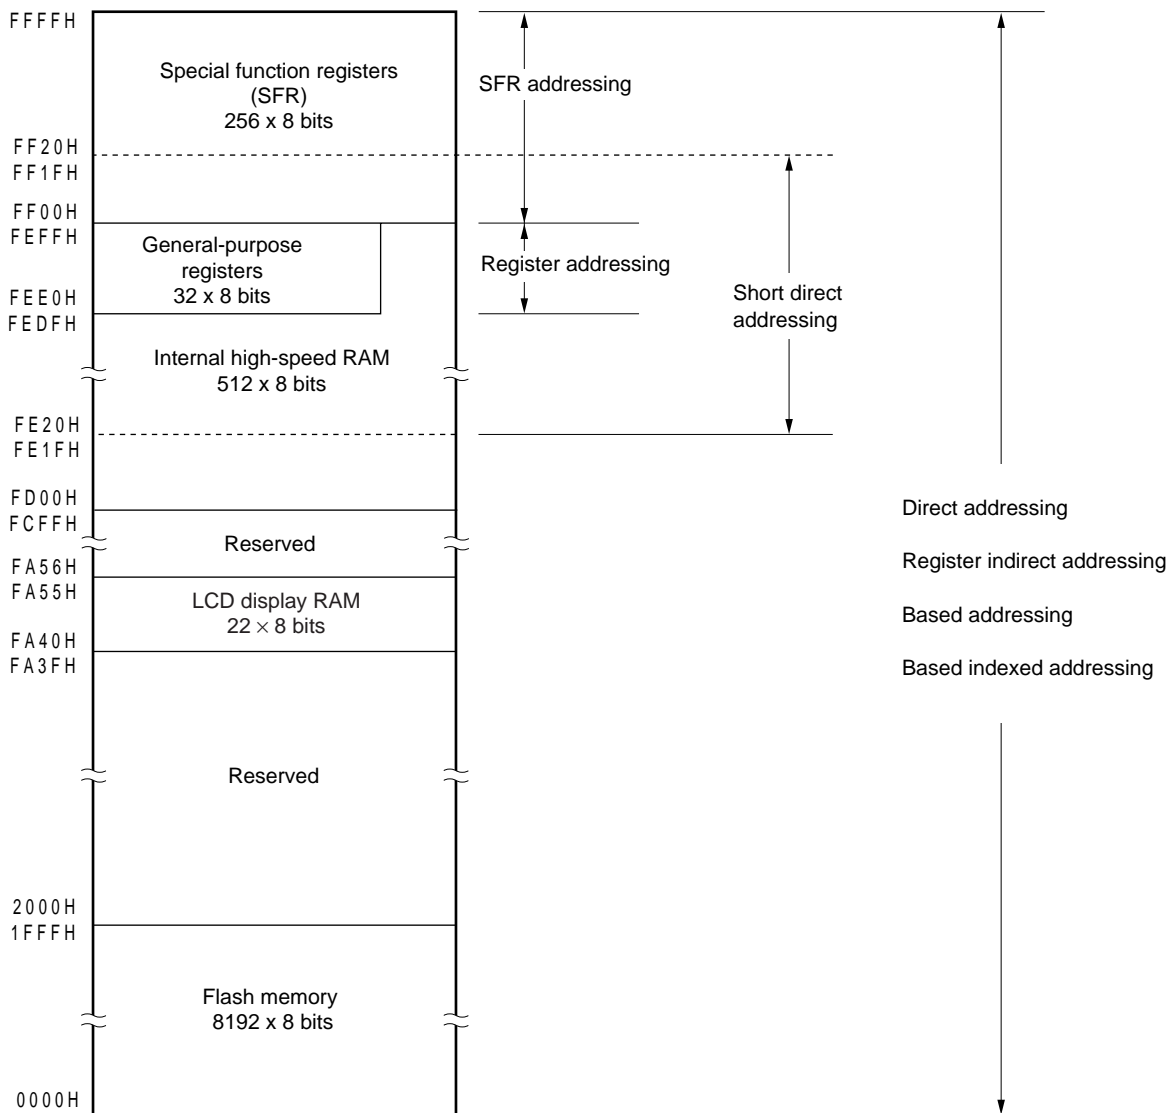 FFFFH
Special function registers
(SFR)
256 x 8 bits
SFR addressing
FF20H
FF1FH
FF00H
FEFFH
General-purpose
registers
32 x 8 bits
Register addressing
FEE0H
FEDFH
Short direct
addressing
Internal high-speed RAM
512 x 8 bits
FE20H
FE1FH
FD00H
FCFFH
Reserved
FA56H
FA55H
LCD display RAM
22 × 8 bits
FA40H
FA3FH
Direct addressing
Register indirect addressing
Based addressing
Based indexed addressing
Reserved
2000H
1FFFH
Flash memory
8192 x 8 bits
0000H